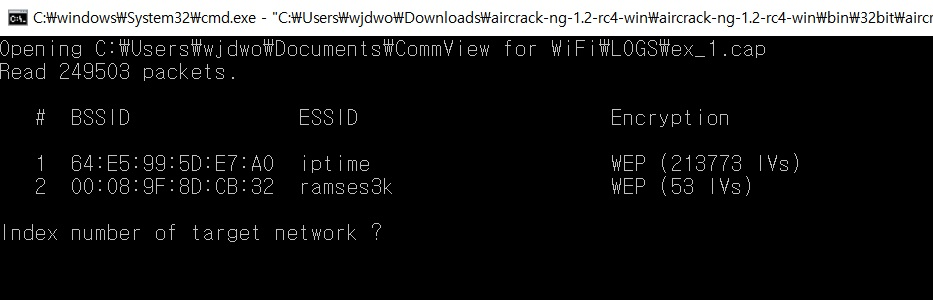 C:₩windows₩System32₩cmd.exe - "C:₩Users₩wjdwo₩Downloads₩aircrack-ng-1.2-rc4-win₩aircrack-ng-1.2-rc4-win₩bin₩32bit₩airc
Opening C:₩Users₩wjdwo₩Documents₩CommView for WiFi₩LOGS₩ex_1.cap
Read 249503 packets.
# BSSID ESSID Encryption
1 64:E5:99:5D:E7:A0 iptime WEP (213773 IVs)
2 00:08:9F:8D:CB:32 ramses3k WEP (53 IVs)
Index number of target network ?